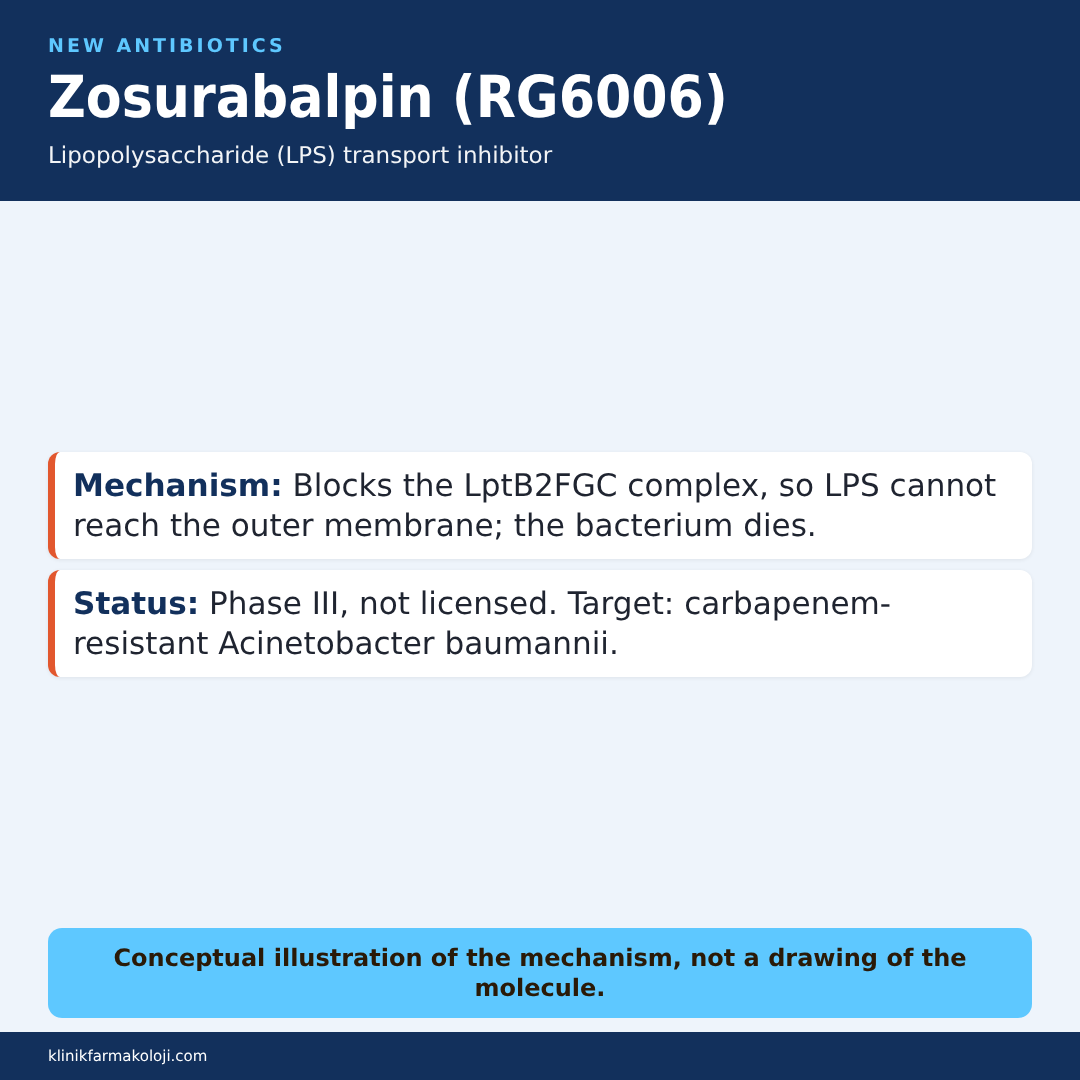 NEW ANTIBIOTICS
Zosurabalpin (RG6006)
Lipopolysaccharide (LPS) transport inhibitor
Mechanism: Blocks the LptB2FGC complex, so LPS cannot
reach the outer membrane; the bacterium dies.
Status: Phase III, not licensed. Target: carbapenem-
resistant Acinetobacter baumannii.
Conceptual illustration of the mechanism, not a drawing of the
molecule.
klinikfarmakoloji.com